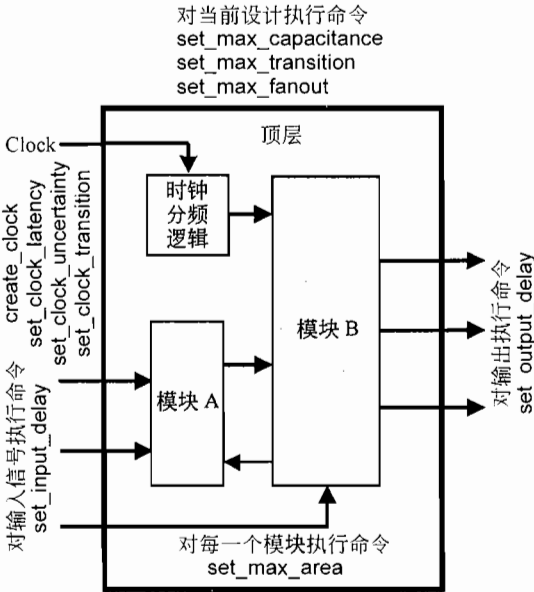 对当前设计执行命令
set_max_capacitance
set_max_transition
set_max_fanout
顶层
Clock
时钟
分频
逻辑
create_clock
set_clock_latency
set_clock_uncertainty
set_clock_transition
模块 B
模块 A
对输入信号执行命令
set_input_delay
对输出执行命令
set output delay
对每一个模块执行命令
set_max_area